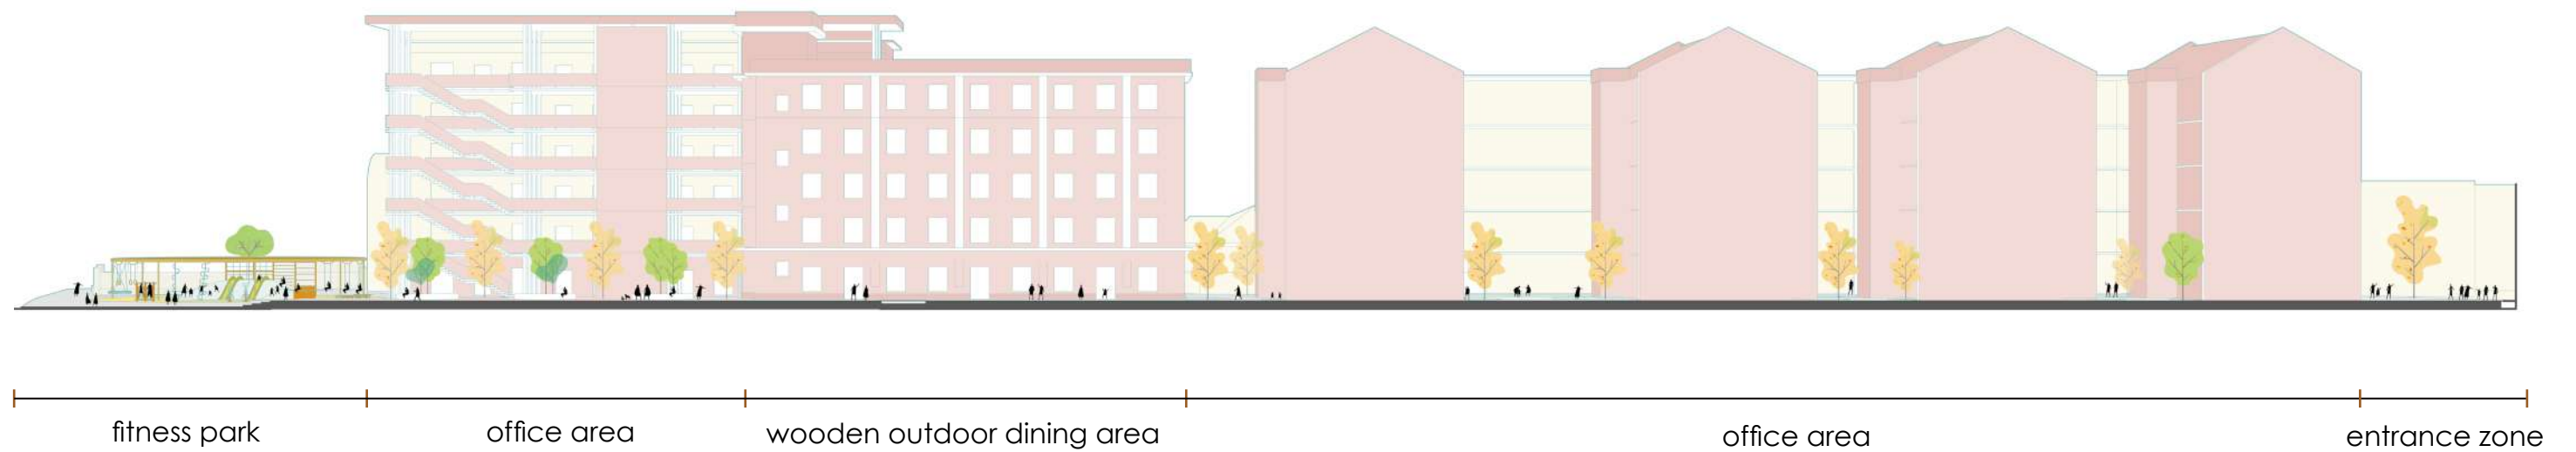 fitness park
office area
wooden outdoor dining area
office area
entrance zone